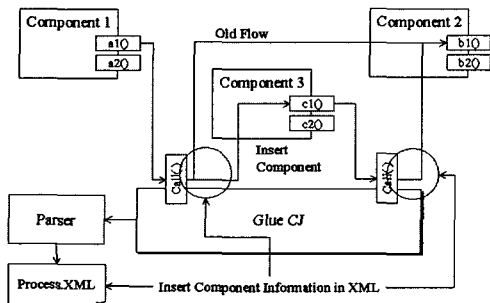 Component 1
a1()
a2()
Old Flow
Component 2
b1()
b2()
Component 3
c1()
c2()
Insert
Component
Call()
Call()
Glue CJ
Parser
Process.XML
Insert Component Information in XML